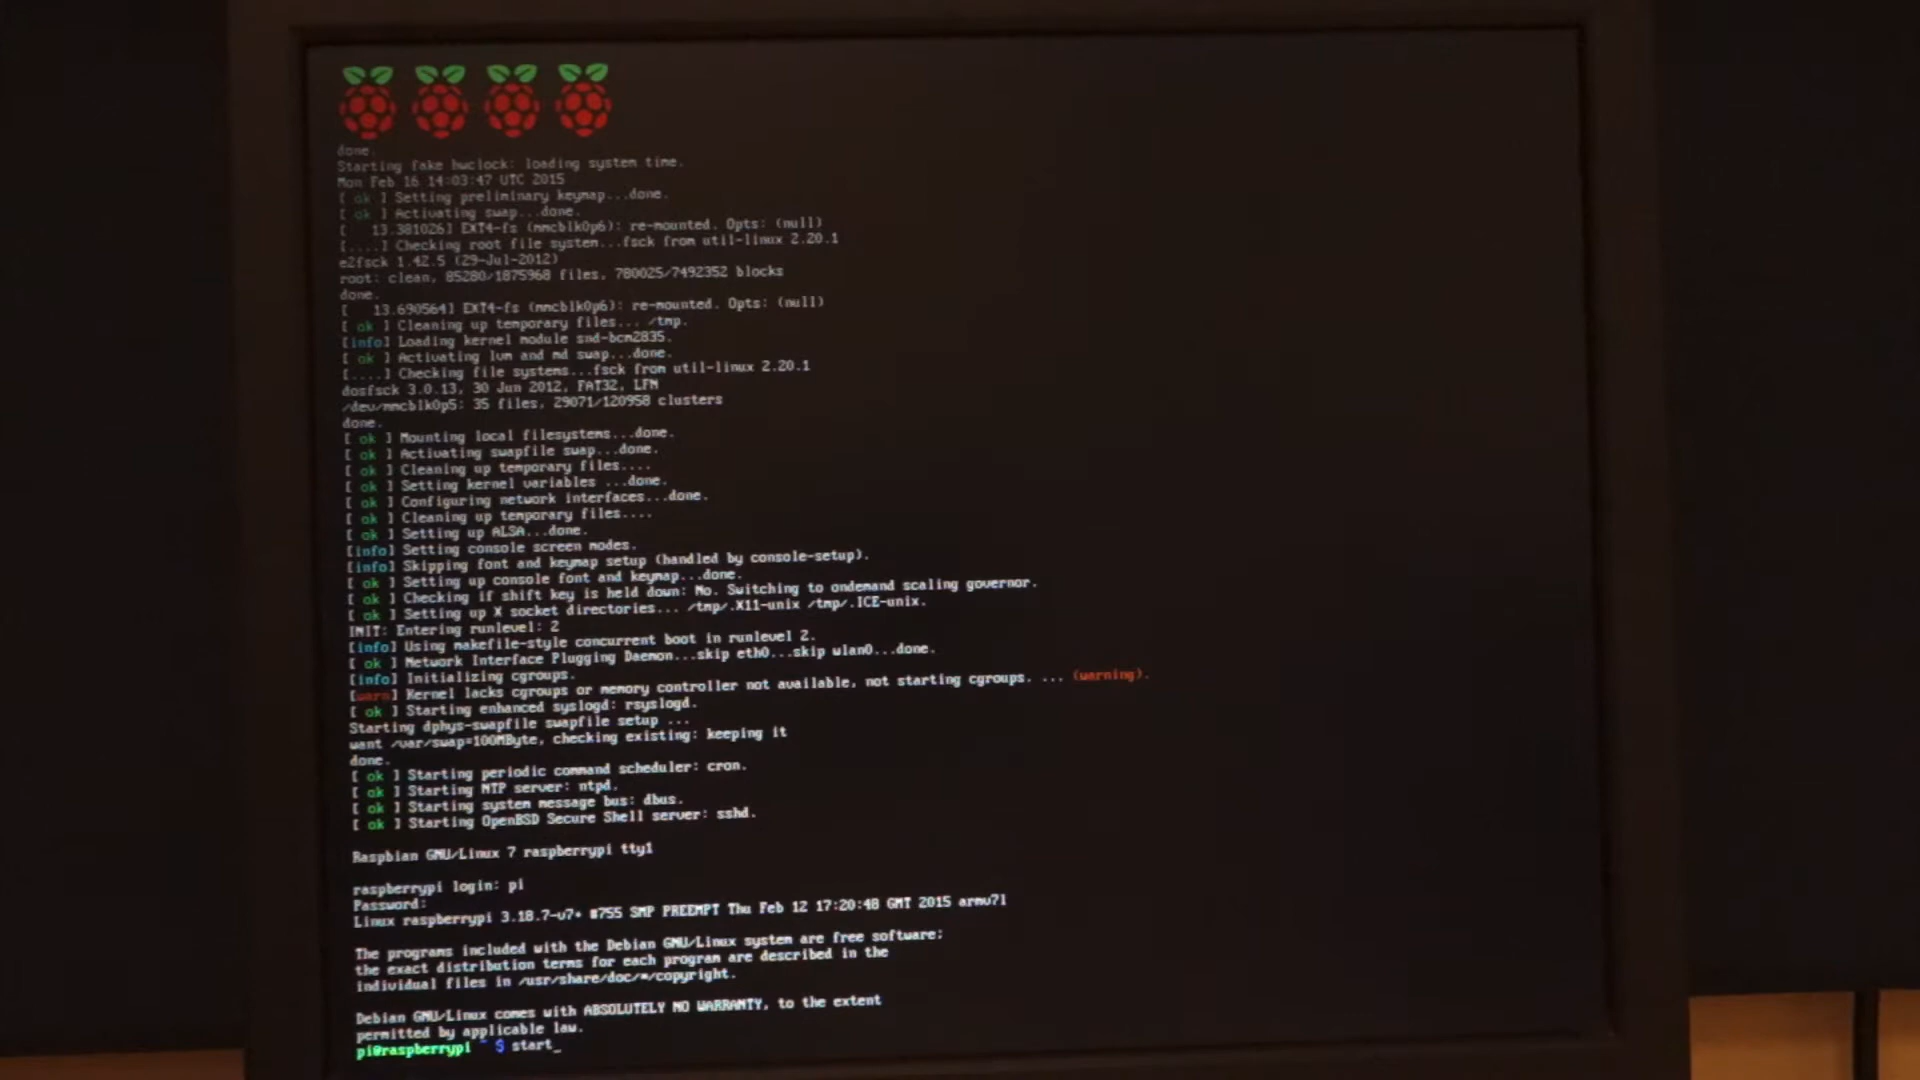 done.
Starting fake hwclock: loading system time.
Mon Feb 16 14:03:47 UTC 2015
[ ok ] Setting preliminary keymap...done.
[ ok ] Activating swap...done.
[   13.381026] EXT4-fs (mmcblk0p6): re-mounted. Opts: (null)
[....] Checking root file system...fsck from util-linux 2.20.1
e2fsck 1.42.5 (29-Jul-2012)
root: clean, 85280/1875968 files, 780025/7492352 blocks
done.
[   13.690564] EXT4-fs (mmcblk0p6): re-mounted. Opts: (null)
[ ok ] Cleaning up temporary files... /tmp.
[info] Loading kernel module snd-bcm2835.
[ ok ] Activating lvm and md swap...done.
[....] Checking file systems...fsck from util-linux 2.20.1
dosfsck 3.0.13, 30 Jun 2012, FAT32, LFN
/dev/mmcblk0p5: 35 files, 29071/120958 clusters
done.
[ ok ] Mounting local filesystems...done.
[ ok ] Activating swapfile swap...done.
[ ok ] Cleaning up temporary files....
[ ok ] Setting kernel variables ...done.
[ ok ] Configuring network interfaces...done.
[ ok ] Cleaning up temporary files....
[ ok ] Setting up ALSA...done.
[info] Setting console screen modes.
[info] Skipping font and keymap setup (handled by console-setup).
[ ok ] Setting up console font and keymap...done.
[ ok ] Checking if shift key is held down: No. Switching to ondemand scaling governor.
[ ok ] Setting up X socket directories... /tmp/.X11-unix /tmp/.ICE-unix.
INIT: Entering runlevel: 2
[info] Using makefile-style concurrent boot in runlevel 2.
[ ok ] Network Interface Plugging Daemon...skip eth0...skip wlan0...done.
[info] Initializing cgroups.
[warn] Kernel lacks cgroups or memory controller not available, not starting cgroups. ... (warning).
[ ok ] Starting enhanced syslogd: rsyslogd.
Starting dphys-swapfile swapfile setup ...
want /var/swap=100MByte, checking existing: keeping it
done.
[ ok ] Starting periodic command scheduler: cron.
[ ok ] Starting NTP server: ntpd.
[ ok ] Starting system message bus: dbus.
[ ok ] Starting OpenBSD Secure Shell server: sshd.
Raspbian GNU/Linux 7 raspberrypi tty1
raspberrypi login: pi
Password:
Linux raspberrypi 3.18.7-v7+ #755 SMP PREEMPT Thu Feb 12 17:20:48 GMT 2015 armv7l
The programs included with the Debian GNU/Linux system are free software;
the exact distribution terms for each program are described in the
individual files in /usr/share/doc/*/copyright.
Debian GNU/Linux comes with ABSOLUTELY NO WARRANTY, to the extent
permitted by applicable law.
pi@raspberrypi ~ $ start_